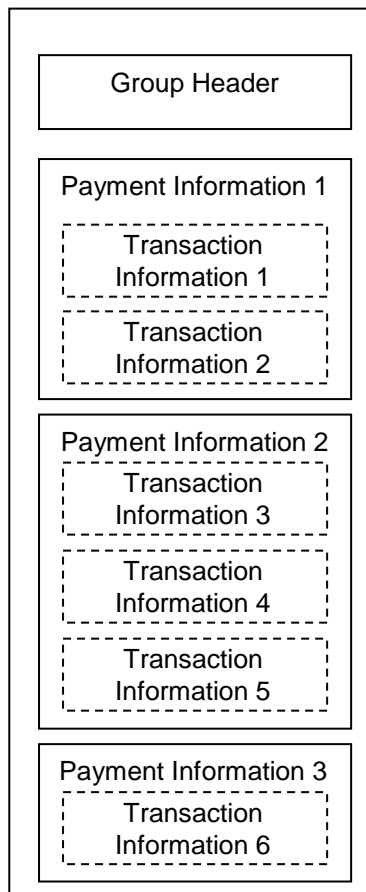 Group Header
Payment Information 1
Transaction
Information 1
Transaction
Information 2
Payment Information 2
Transaction
Information 3
Transaction
Information 4
Transaction
Information 5
Payment Information 3
Transaction
Information 6